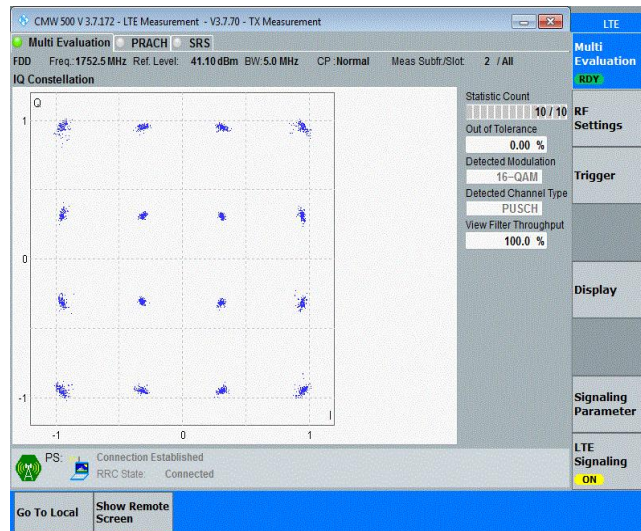 CMW 500 V 3.7.172 - LTE Measurement - V3.7.70 - TX Measurement
LTE
Multi Evaluation PRACH SRS
FDD Freq.:1752.5 MHz Ref. Level: 41.10 dBm BW:5.0 MHz CP :Normal Meas Subfr./Slot: 2 / All
IQ Constellation
Q
1
0
-1
-1 0 1
I
Statistic Count
10 / 10
Out of Tolerance
0.00 %
Detected Modulation
16-QAM
Detected Channel Type
PUSCH
View Filter Throughput
100.0 %
PS: Connection Established
RRC State: Connected
Multi
Evaluation
RDY
RF
Settings
Trigger
Display
Signaling
Parameter
LTE
Signaling
ON
Go To Local
Show Remote
Screen